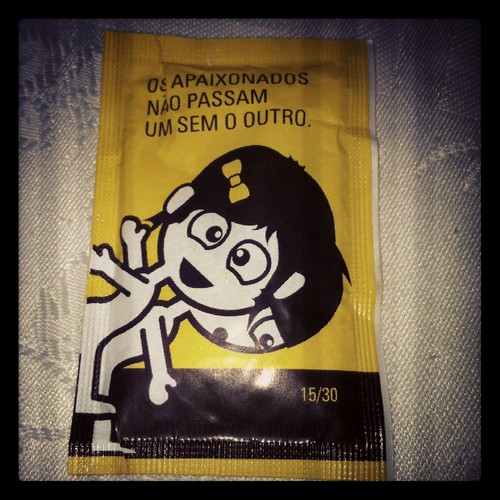 OS APAIXONADOS
NÃO PASSAM
UM SEM O OUTRO.
15/30